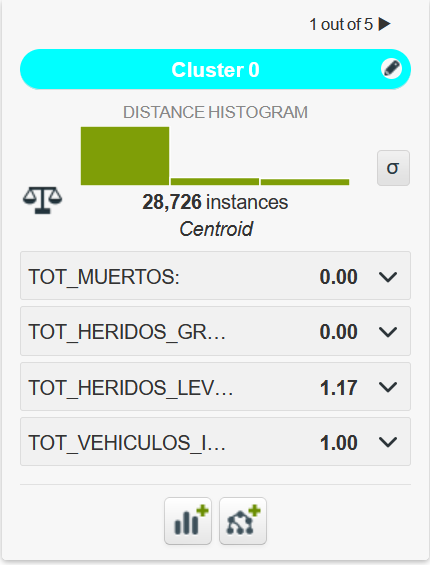 1 out of 5 ▶
Cluster 0
DISTANCE HISTOGRAM
σ
28,726 instances
Centroid
TOT_MUERTOS: 0.00
TOT_HERIDOS_GR... 0.00
TOT_HERIDOS_LEV... 1.17
TOT_VEHICULOS_I... 1.00